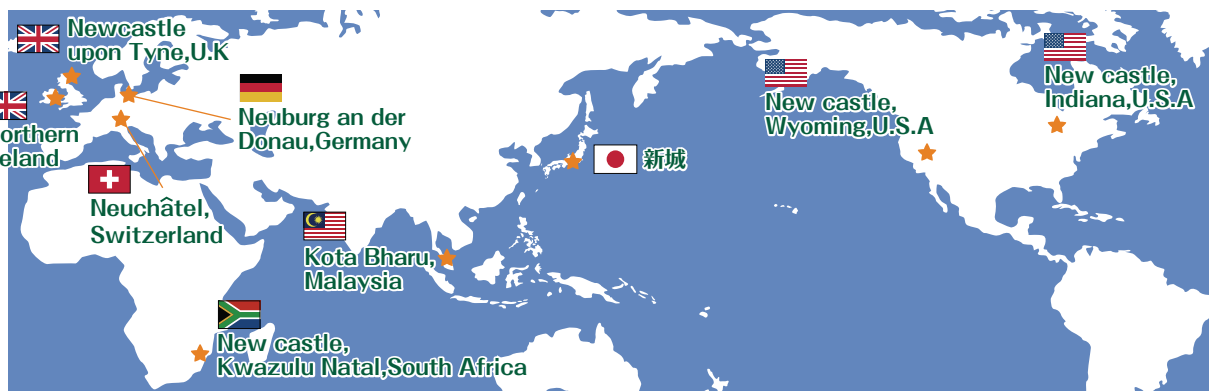 Newcastle
upon Tyne,U.K
orthern
eland
Neuburg an der
Donau,Germany
Neuchâtel,
Switzerland
Kota Bharu,
Malaysia
New castle,
Kwazulu Natal,South Africa
新城
New castle,
Wyoming,U.S.A
New castle,
Indiana,U.S.A